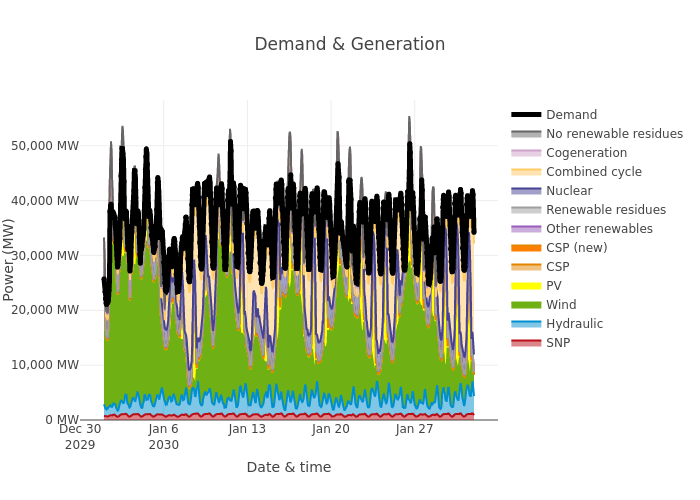 Demand & Generation
Power (MW)
50,000 MW
40,000 MW
30,000 MW
20,000 MW
10,000 MW
0 MW
Dec 30
2029
Jan 6
2030
Jan 13
Jan 20
Jan 27
Date & time
Demand
No renewable residues
Cogeneration
Combined cycle
Nuclear
Renewable residues
Other renewables
CSP (new)
CSP
PV
Wind
Hydraulic
SNP